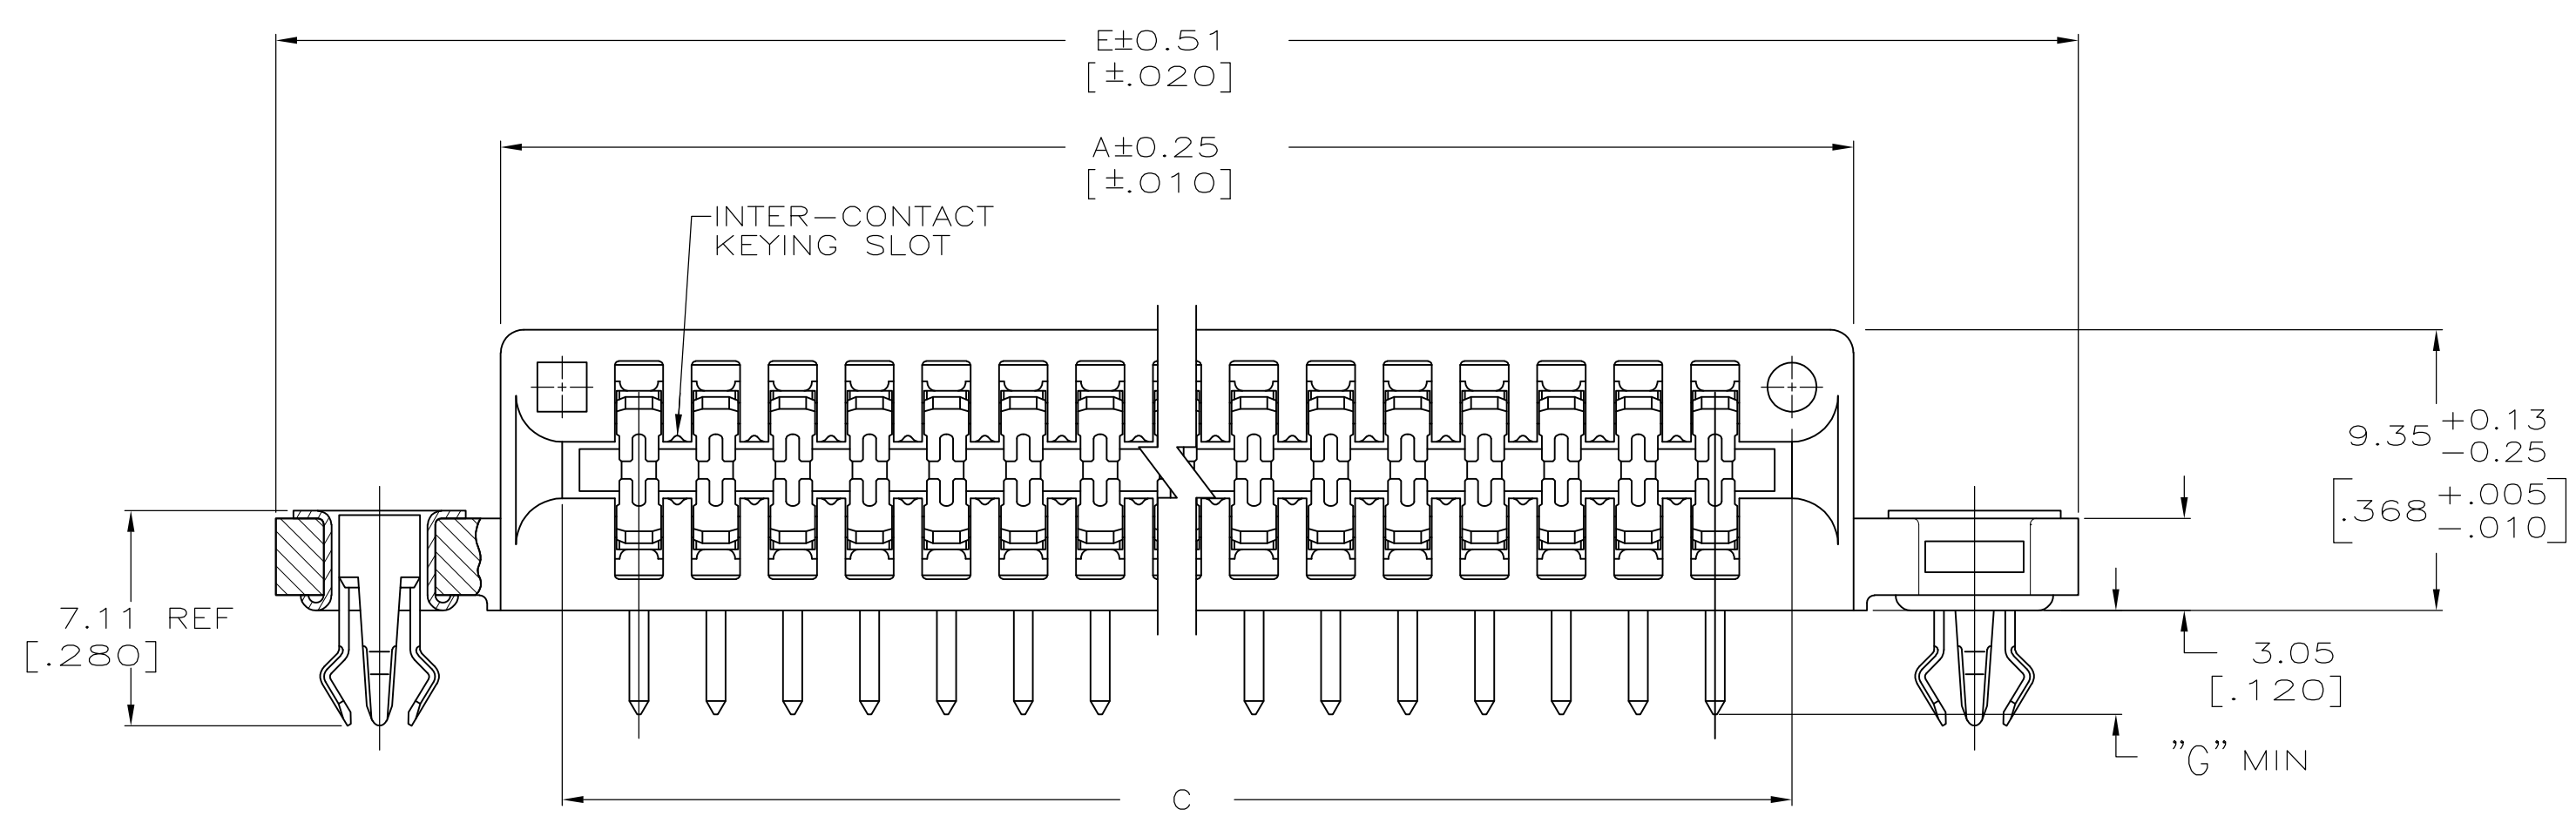 E±0.51
[±.020]
A±0.25
[±.010]
INTER-CONTACT
KEYING SLOT
9.35 +0.13
-0.25
[.368 +.005
-.010]
7.11 REF
[.280]
3.05
[.120]
"G" MIN
C